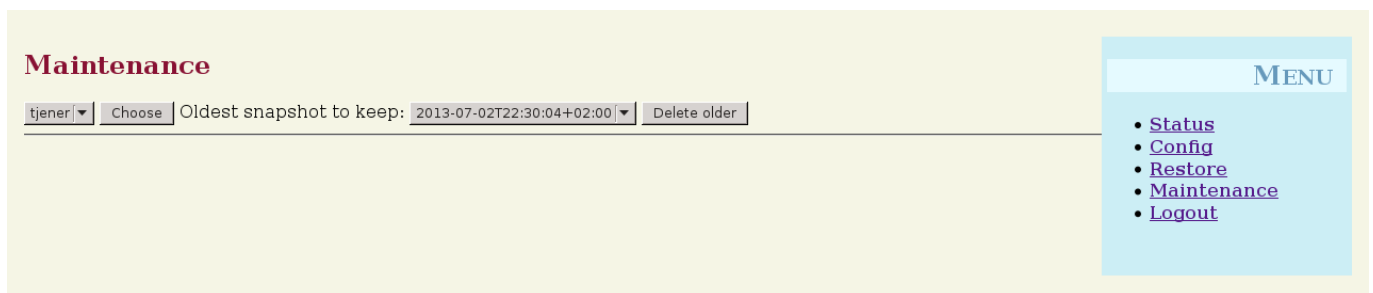 Maintenance
tjener Choose Oldest snapshot to keep: 2013-07-02T22:30:04+02:00 Delete older
Menu
Status
Config
Restore
Maintenance
Logout